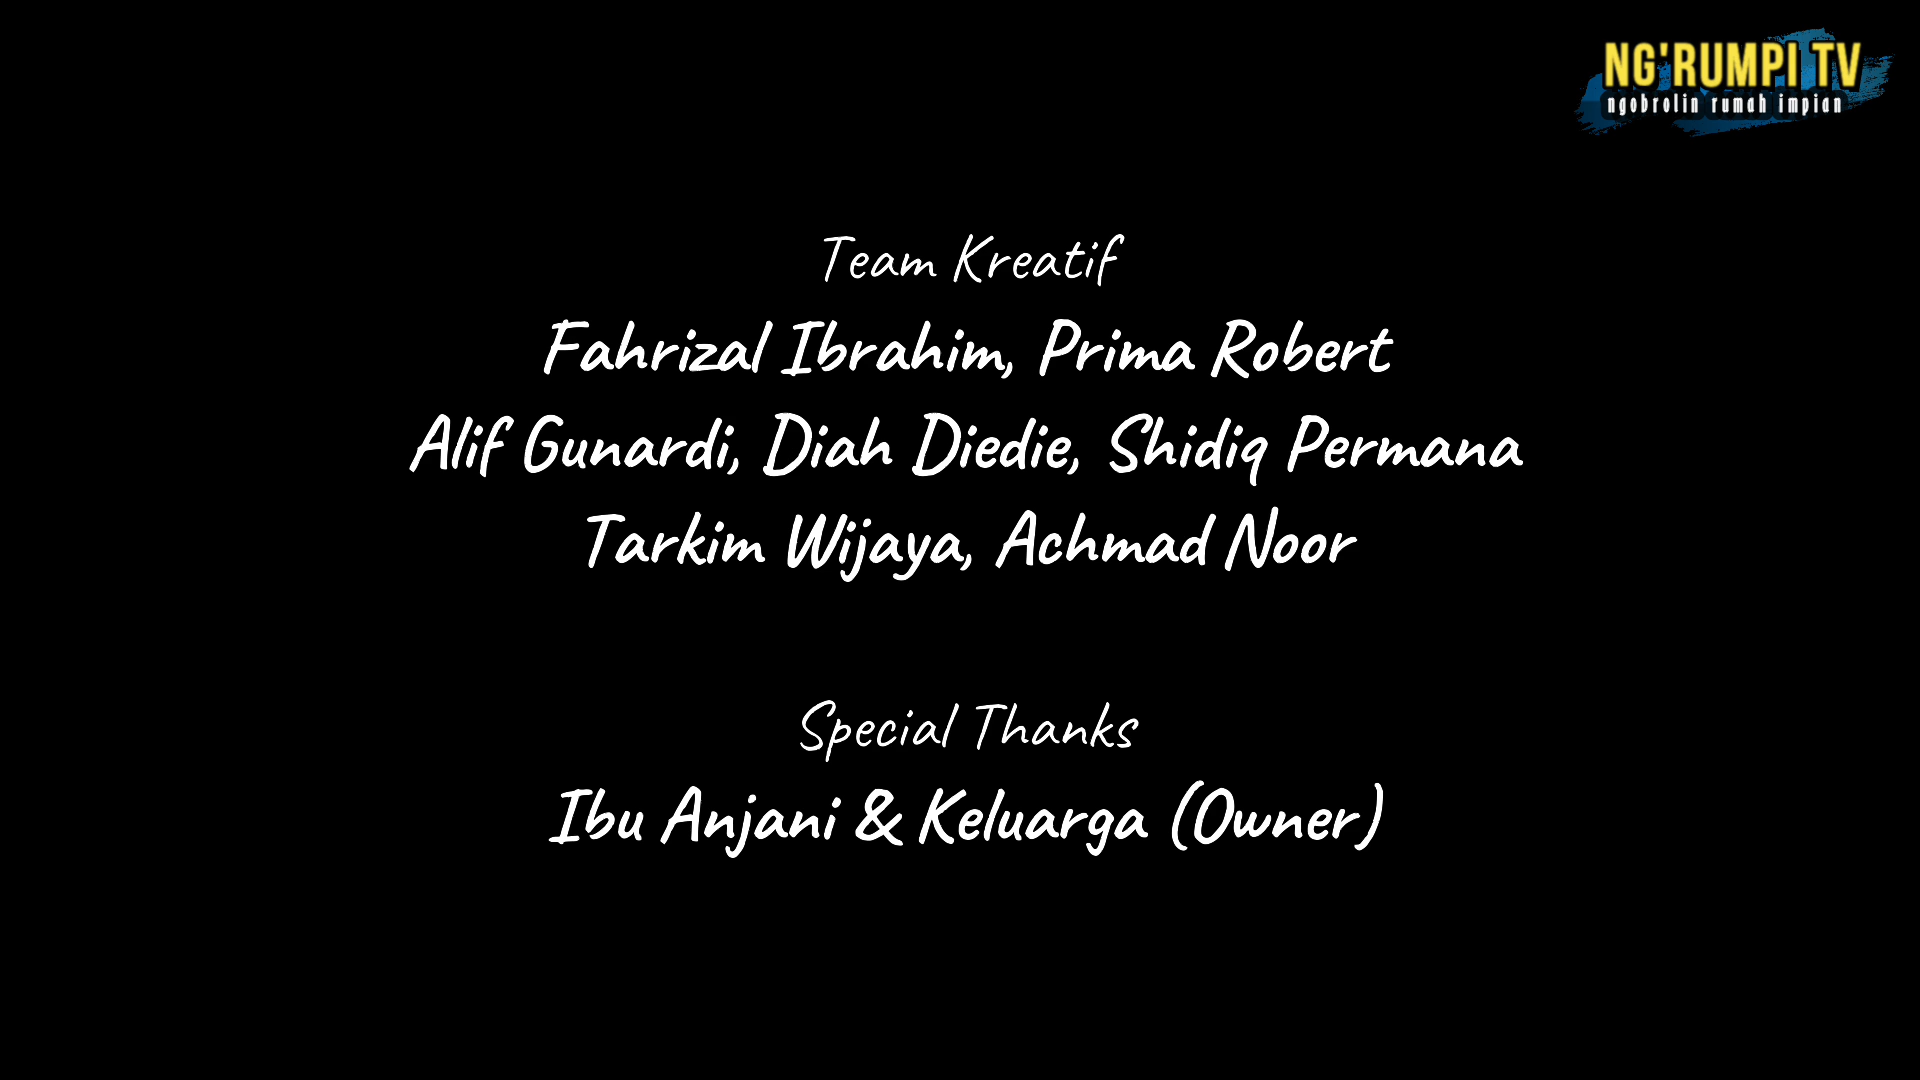 NG'RUMPI TV
ngobrolin rumah impian
Team Kreatif
Fahrizal Ibrahim, Prima Robert
Alif Gunardi, Diah Diedie, Shidiq Permana
Tarkim Wijaya, Achmad Noor
Special Thanks
Ibu Anjani & Keluarga (Owner)